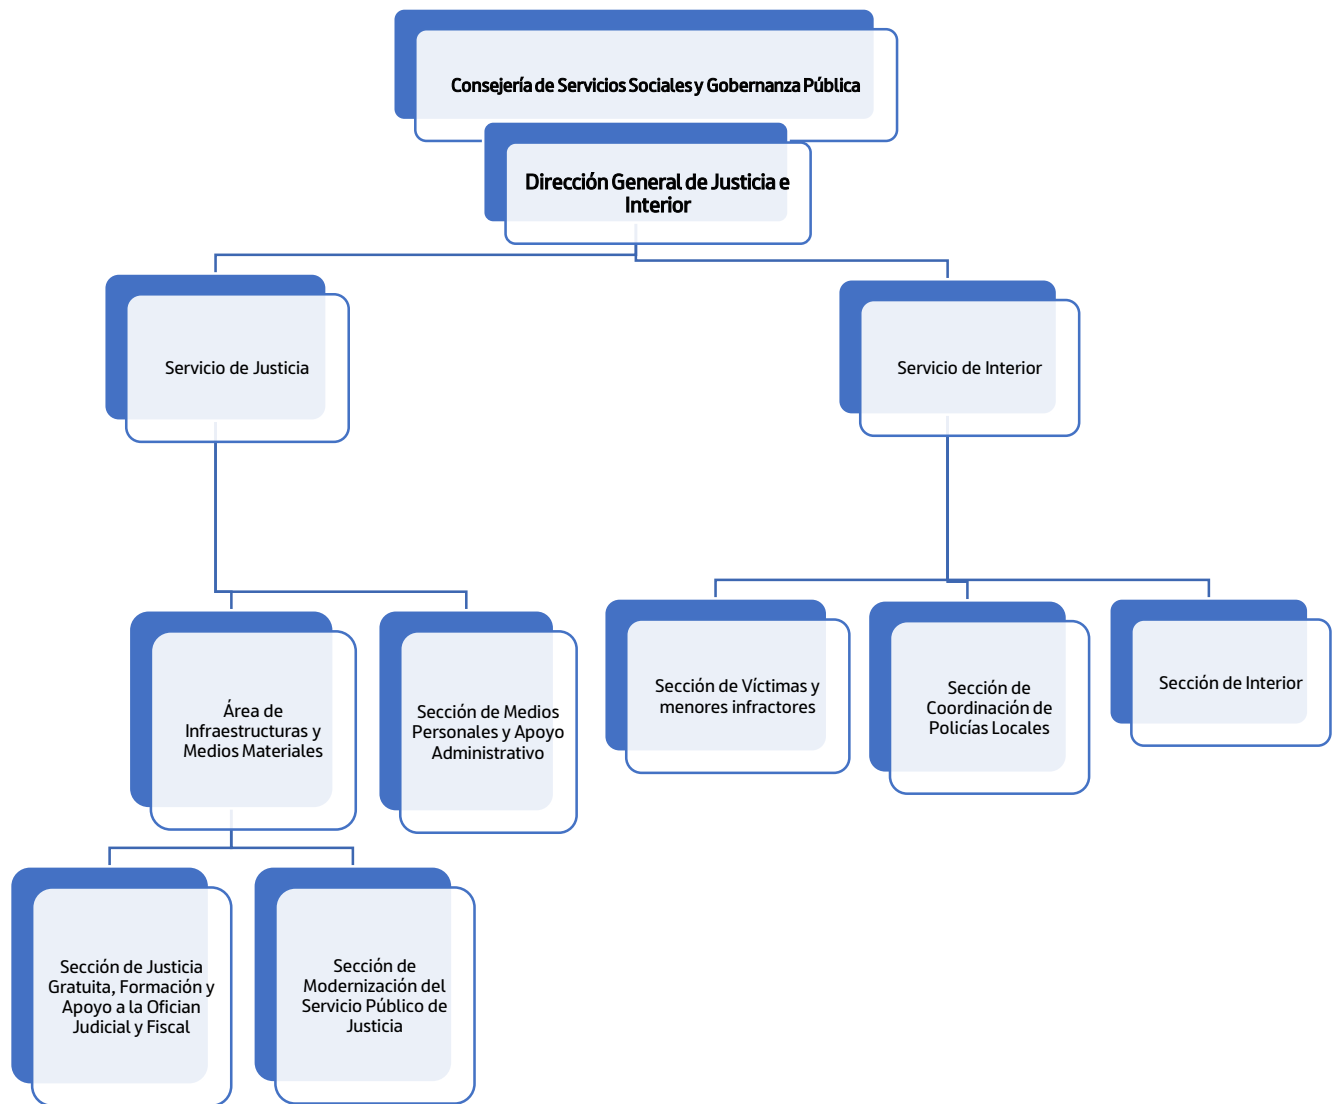 Consejería de Servicios Sociales y Gobernanza Pública
Dirección General de Justicia e
Interior
Servicio de Justicia
Servicio de Interior
Área de
Infraestructuras y
Medios Materiales
Sección de Medios
Personales y Apoyo
Administrativo
Sección de Víctimas y
menores infractores
Sección de
Coordinación de
Policías Locales
Sección de Interior
Sección de Justicia
Gratuita, Formación y
Apoyo a la Ofician
Judicial y Fiscal
Sección de
Modernización del
Servicio Público de
Justicia